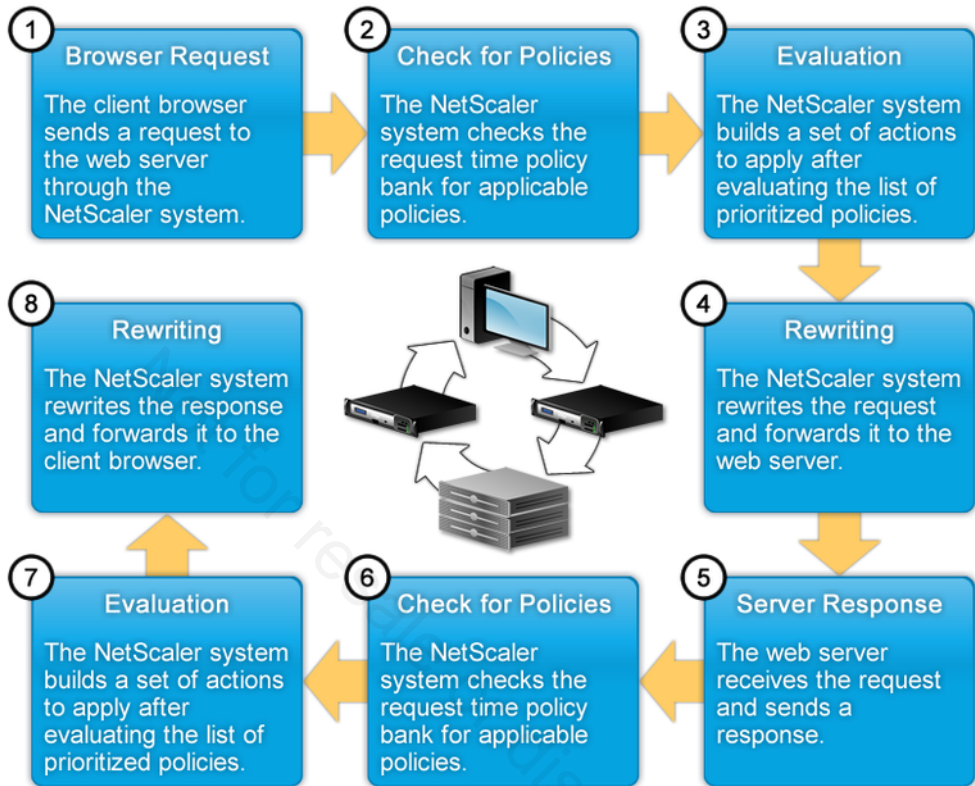 1
Browser Request
The client browser
sends a request to
the web server
through the
NetScaler system.
2
Check for Policies
The NetScaler
system checks the
request time policy
bank for applicable
policies.
3
Evaluation
The NetScaler system
builds a set of actions
to apply after
evaluating the list of
prioritized policies.
4
Rewriting
The NetScaler system
rewrites the request
and forwards it to the
web server.
5
Server Response
The web server
receives the request
and sends a
response.
6
Check for Policies
The NetScaler
system checks the
request time policy
bank for applicable
policies.
7
Evaluation
The NetScaler system
builds a set of actions
to apply after
evaluating the list of
prioritized policies.
8
Rewriting
The NetScaler system
rewrites the response
and forwards it to the
client browser.
for